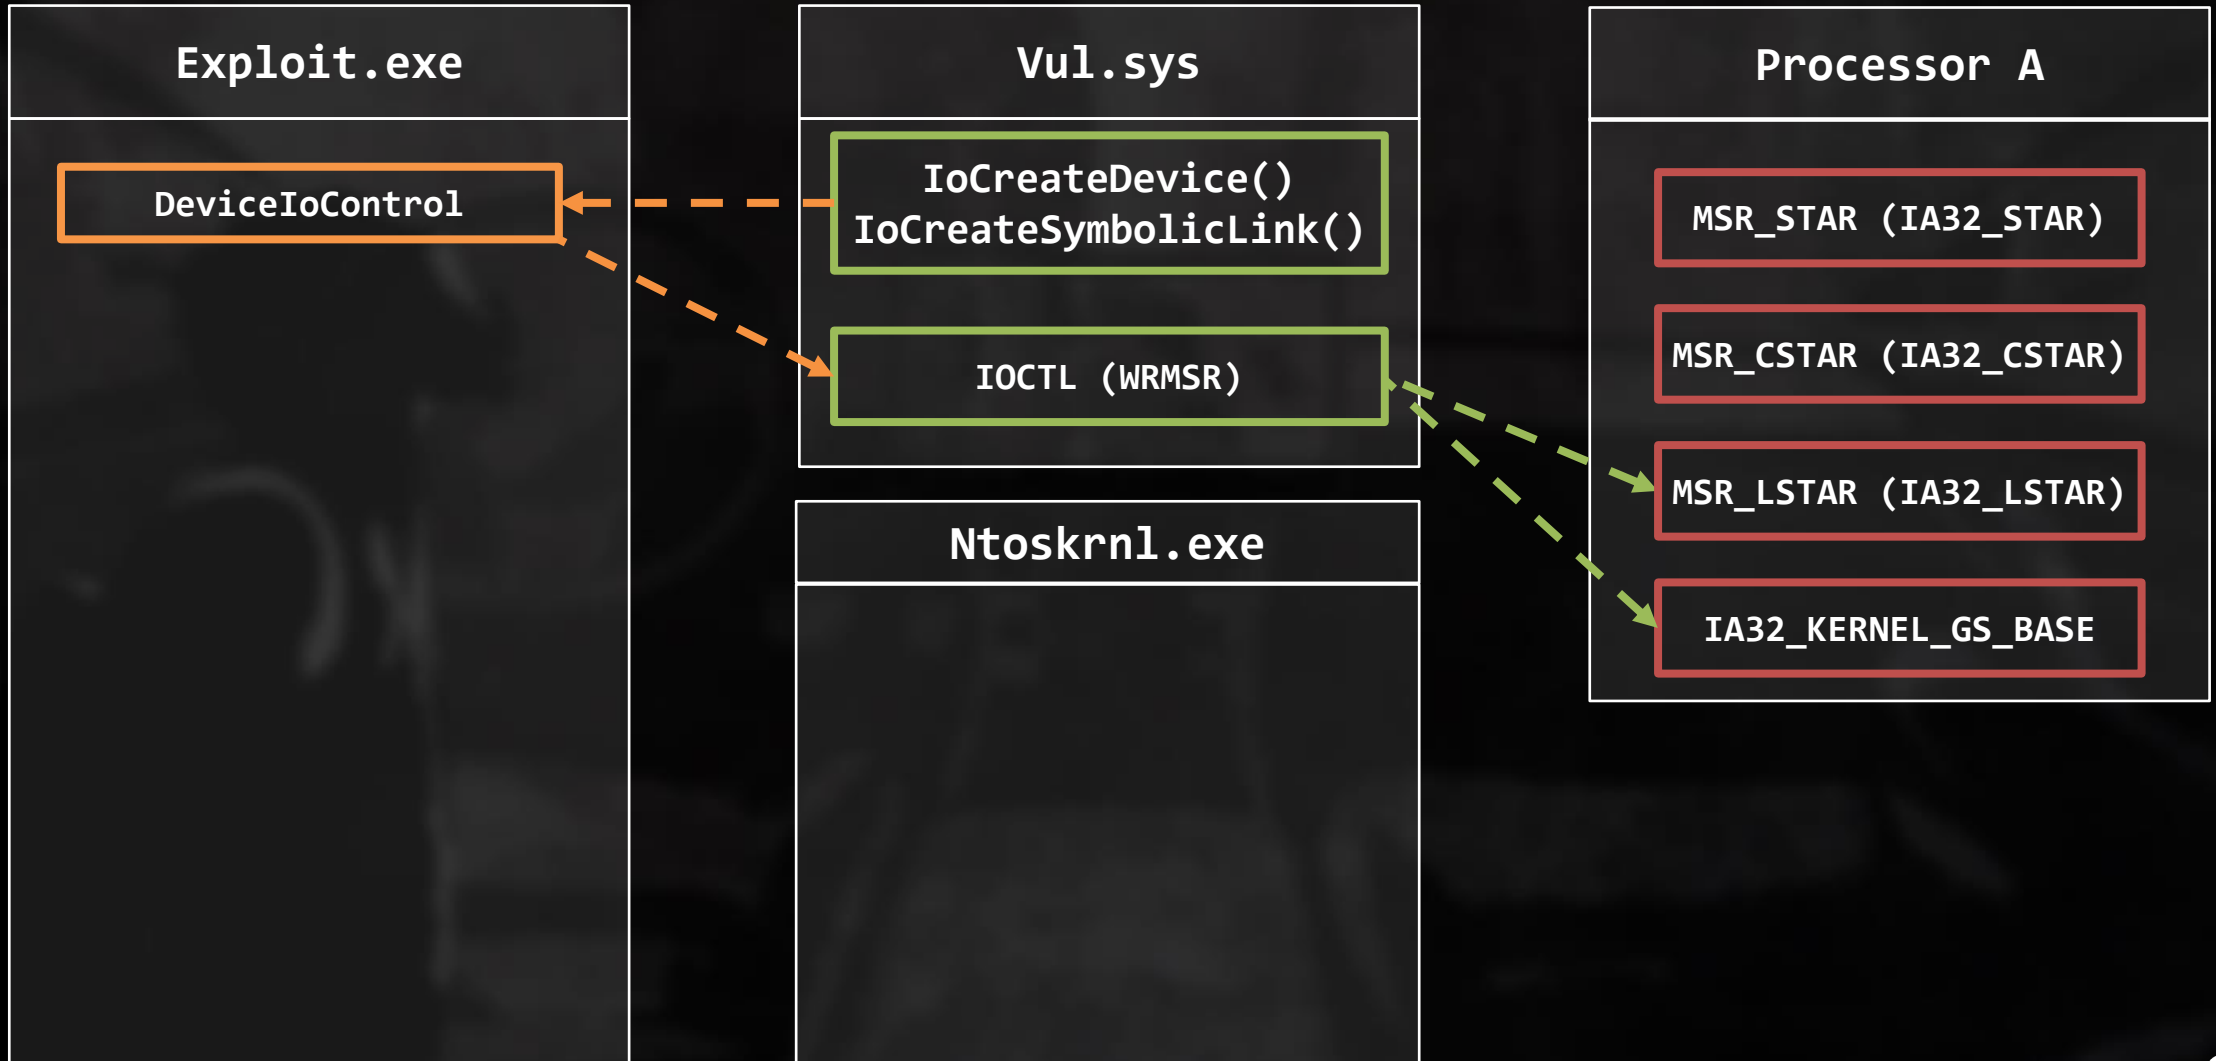 Exploit.exe
DeviceIoControl
Vul.sys
IoCreateDevice()
IoCreateSymbolicLink()
IOCTL (WRMSR)
Ntoskrnl.exe
Processor A
MSR_STAR (IA32_STAR)
MSR_CSTAR (IA32_CSTAR)
MSR_LSTAR (IA32_LSTAR)
IA32_KERNEL_GS_BASE